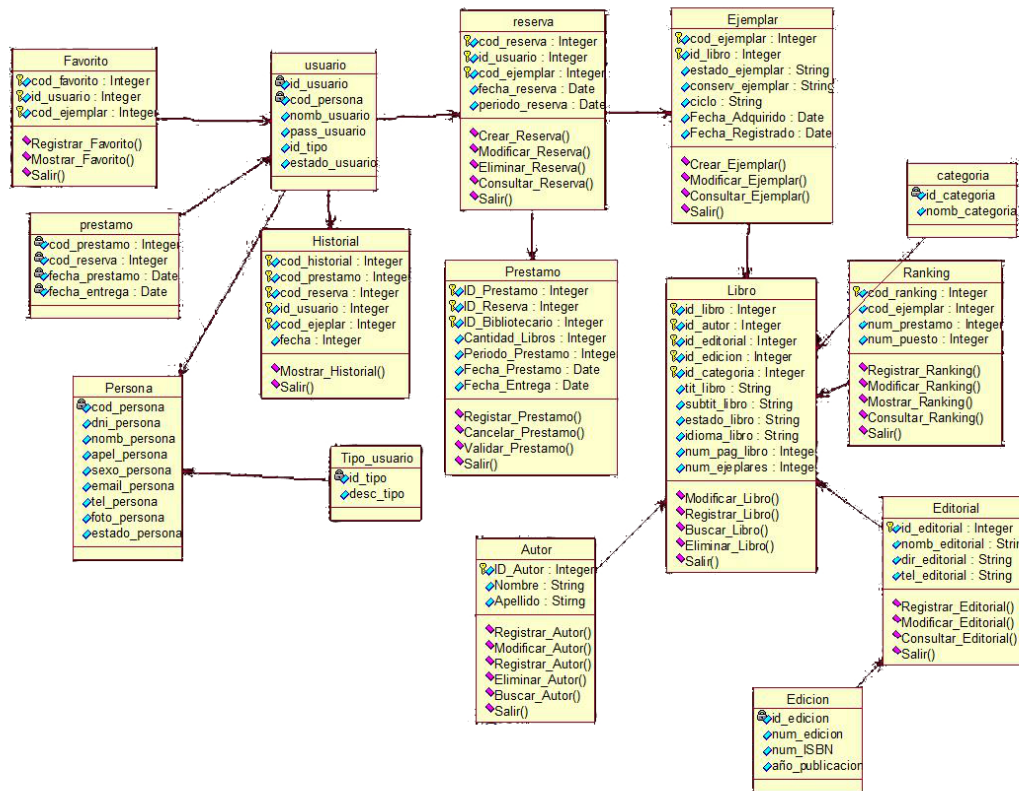 Favorito
cod_favorito : Integer
id_usuario : Integer
cod_ejemplar : Integer
Registrar_Favorito()
Mostrar_Favorito()
Salir()
usuario
id_usuario
cod_persona
nomb_usuario
pass_usuario
id_tipo
estado_usuario
reserva
cod_reserva : Integer
id_usuario : Integer
cod_ejemplar : Integer
fecha_reserva : Date
periodo_reserva : Date
Crear_Reserva()
Modificar_Reserva()
Eliminar_Reserva()
Consultar_Reserva()
Salir()
Ejemplar
cod_ejemplar : Integer
id_libro : Integer
estado_ejemplar : String
conserv_ejemplar : String
ciclo : String
Fecha_Adquirido : Date
Fecha_Registrado : Date
Crear_Ejemplar()
Modificar_Ejemplar()
Consultar_Ejemplar()
Salir()
categoria
id_categoria
nomb_categoria
prestamo
cod_prestamo : Integer
cod_reserva : Integer
fecha_prestamo : Date
fecha_entrega : Date
Historial
cod_historial : Integer
cod_prestamo : Integer
cod_reserva : Integer
id_usuario : Integer
cod_ejeplar : Integer
fecha : Integer
Mostrar_Historial()
Salir()
Prestamo
ID_Prestamo : Integer
ID_Reserva : Integer
ID_Bibliotecario : Integer
Cantidad_Libros : Integer
Periodo_Prestamo : Integer
Fecha_Prestamo : Date
Fecha_Entrega : Date
Registar_Prestamo()
Cancelar_Prestamo()
Validar_Prestamo()
Salir()
Libro
id_libro : Integer
id_autor : Integer
id_editorial : Integer
id_edicion : Integer
id_categoria : Integer
tit_libro : String
subtit_libro : String
estado_libro : String
idioma_libro : String
num_pag_libro : Integer
num_ejeplares : Integer
Modificar_Libro()
Registrar_Libro()
Buscar_Libro()
Eliminar_Libro()
Salir()
Ranking
cod_ranking : Integer
cod_ejemplar : Integer
num_prestamo : Integer
num_puesto : Integer
Registrar_Ranking()
Modificar_Ranking()
Mostrar_Ranking()
Consultar_Ranking()
Salir()
Persona
cod_persona
dni_persona
nomb_persona
apel_persona
sexo_persona
email_persona
tel_persona
foto_persona
estado_persona
Tipo_usuario
id_tipo
desc_tipo
Autor
ID_Autor : Integer
Nombre : String
Apellido : Stirng
Registrar_Autor()
Modificar_Autor()
Registrar_Autor()
Eliminar_Autor()
Buscar_Autor()
Salir()
Editorial
id_editorial : Integer
nomb_editorial : String
dir_editorial : String
tel_editorial : String
Registrar_Editorial()
Modificar_Editorial()
Consultar_Editorial()
Salir()
Edicion
id_edicion
num_edicion
num_ISBN
año_publicacion